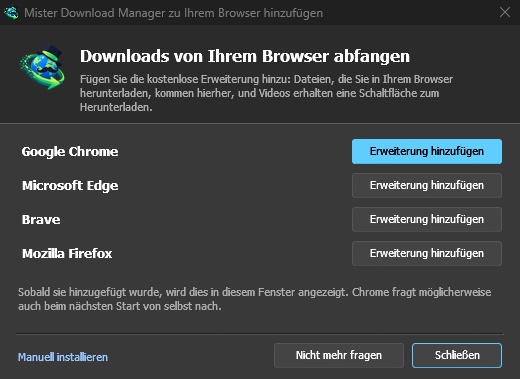 Mister Download Manager zu Ihrem Browser hinzufügen
Downloads von Ihrem Browser abfangen
Fügen Sie die kostenlose Erweiterung hinzu: Dateien, die Sie in Ihrem Browser
herunterladen, kommen hierher, und Videos erhalten eine Schaltfläche zum
Herunterladen.
Google Chrome
Erweiterung hinzufügen
Microsoft Edge
Erweiterung hinzufügen
Brave
Erweiterung hinzufügen
Mozilla Firefox
Erweiterung hinzufügen
Sobald sie hinzugefügt wurde, wird dies in diesem Fenster angezeigt. Chrome fragt möglicherweise
auch beim nächsten Start von selbst nach.
Manuell installieren
Nicht mehr fragen
Schließen